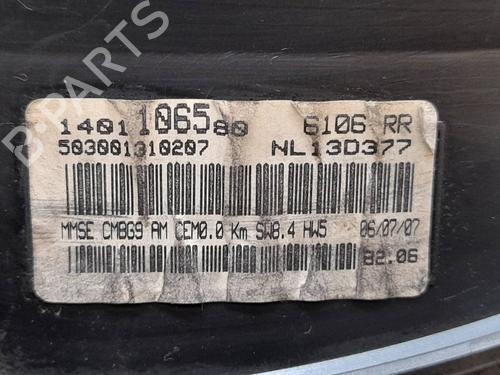 1401106580 6106 RR
503001310207 NL13D377
MMSE CMBG9 AM CEM0.0 Km SW8.4 HW5 06/07/07
82.06
B-PARTS